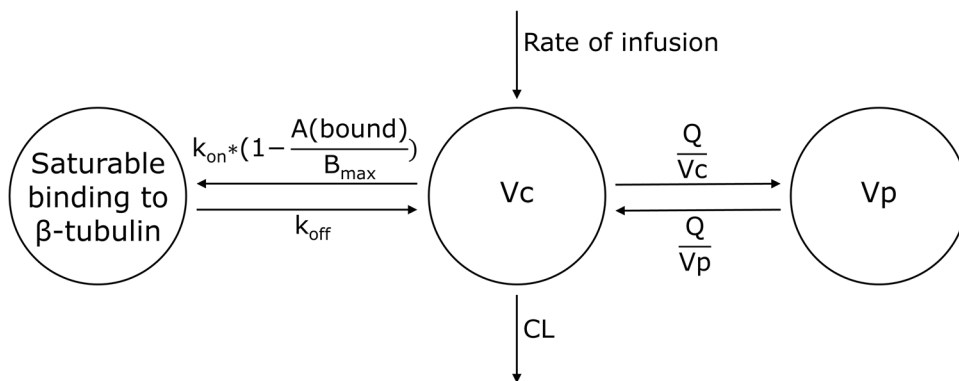 Rate of infusion
k_on*(1−A(bound)/B_max)
Saturable
binding to
β-tubulin
k_off
Vc
Q
Vc
Q
Vp
Vp
CL